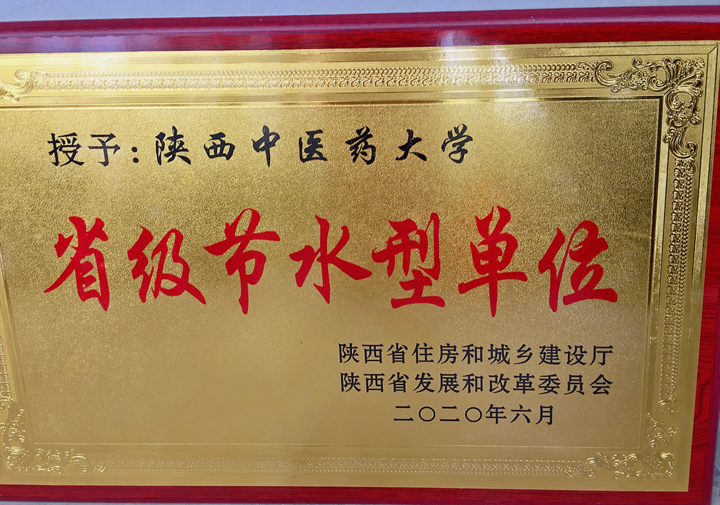 授予:陕西中医药大学
省级节水型单位
陕西省住房和城乡建设厅
陕西省发展和改革委员会
二〇二〇年六月